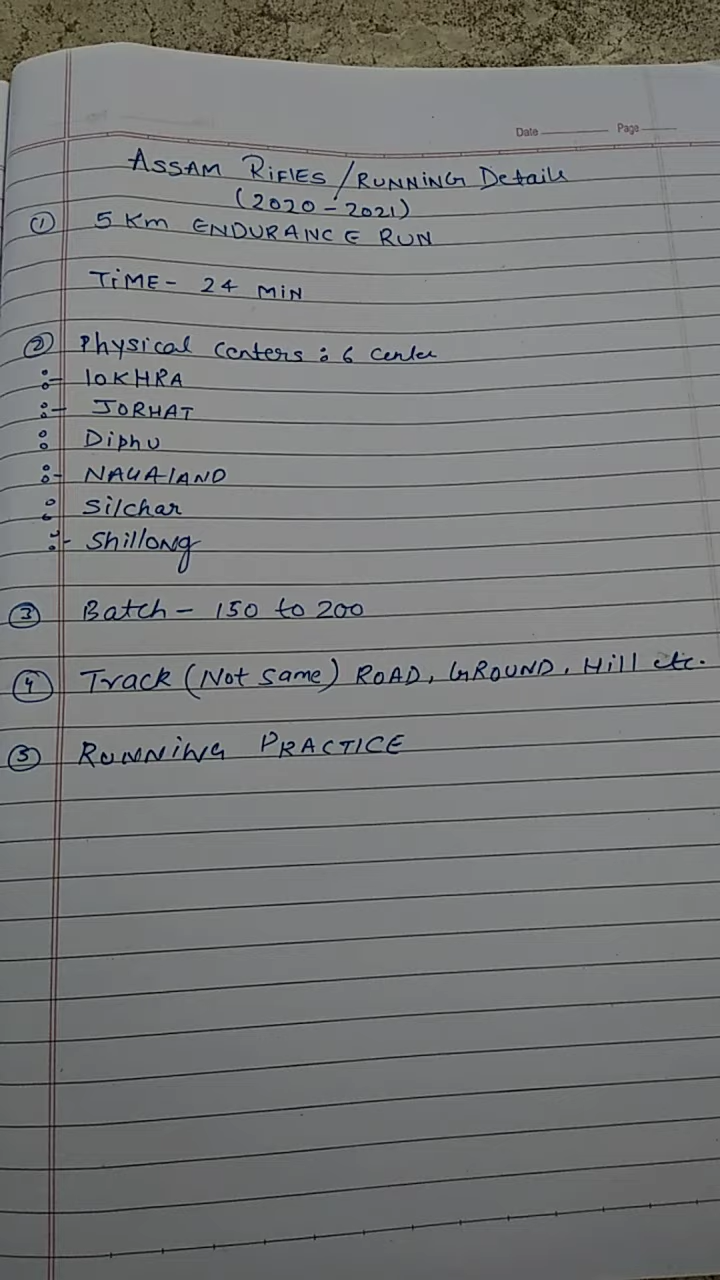 Date Page
ASSAM RIFLES / RUNNING Details
(2020-2021)
① 5 Km ENDURANCE RUN
TiME - 24 MiN
② Physical Centers : 6 Center
:- lOKHRA
:- JORHAT
: Diphu
:- NAGAlAND
: Silchar
:- Shillong
③ Batch - 150 to 200
④ Track (Not Same) ROAD, GROUND, Hill etc.
⑤ RUNNiNG PRACTICE